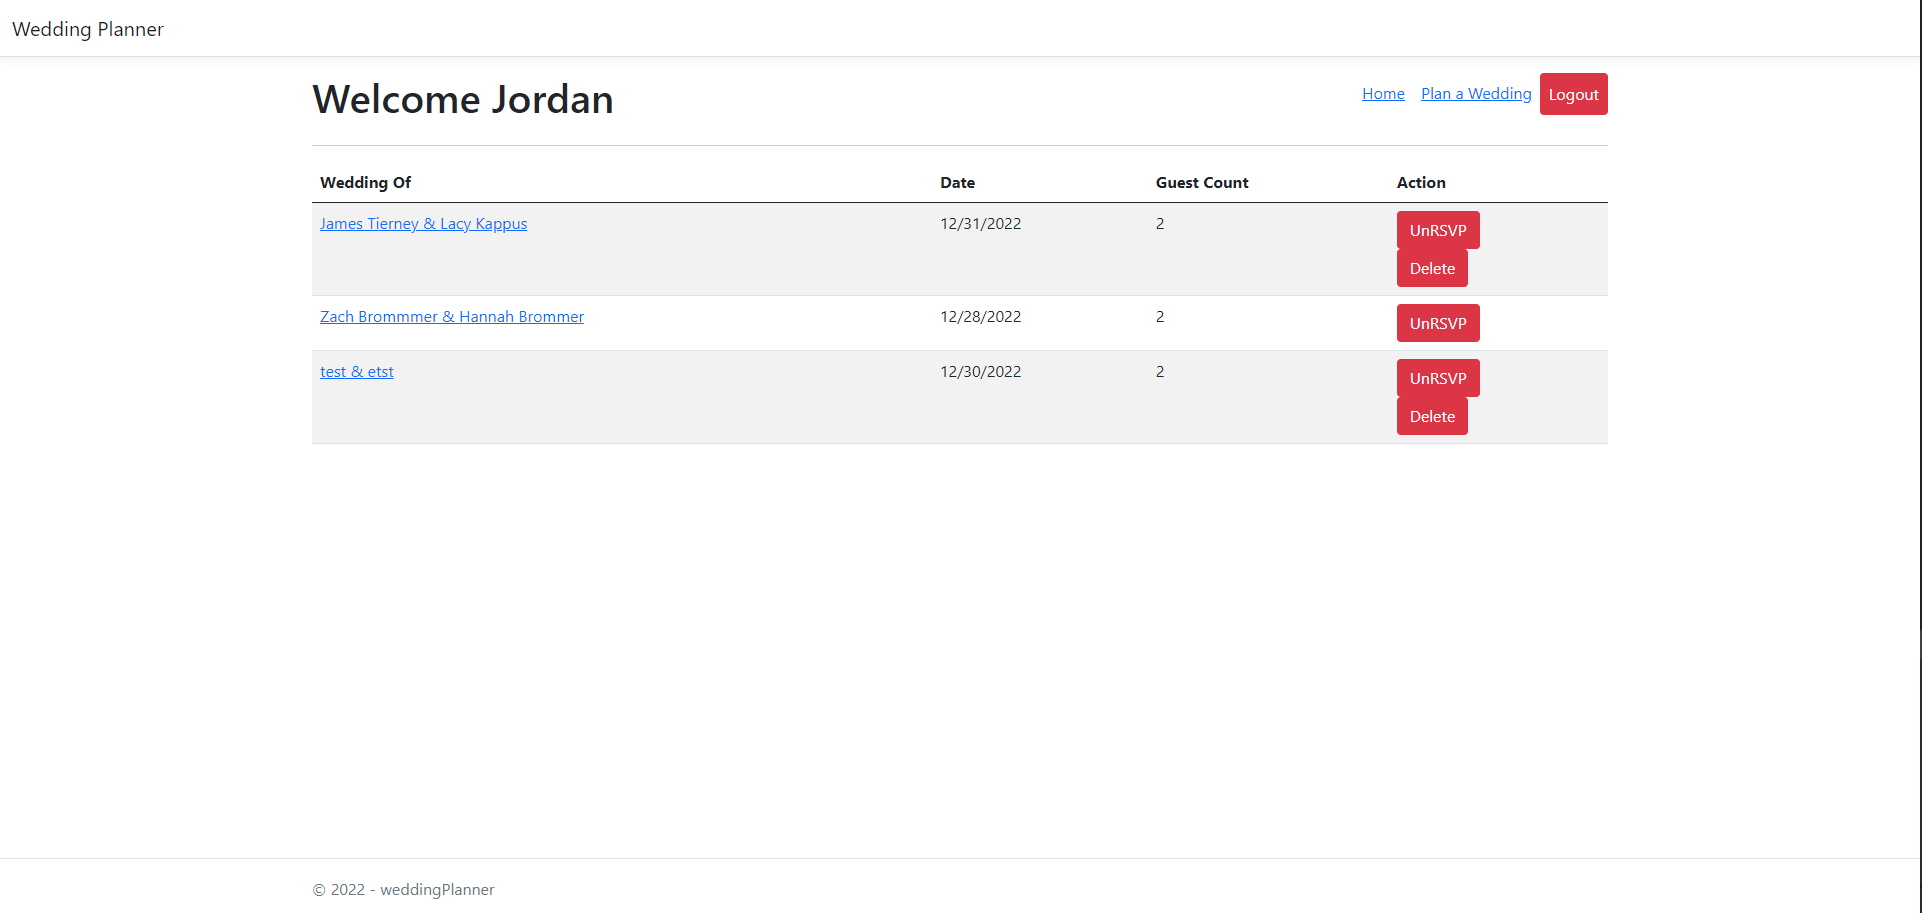 Wedding Planner
Welcome Jordan
Home Plan a Wedding Logout
Wedding Of Date Guest Count Action
James Tierney & Lacy Kappus 12/31/2022 2 UnRSVP
Delete
Zach Brommmer & Hannah Brommer 12/28/2022 2 UnRSVP
test & etst 12/30/2022 2 UnRSVP
Delete
© 2022 - weddingPlanner